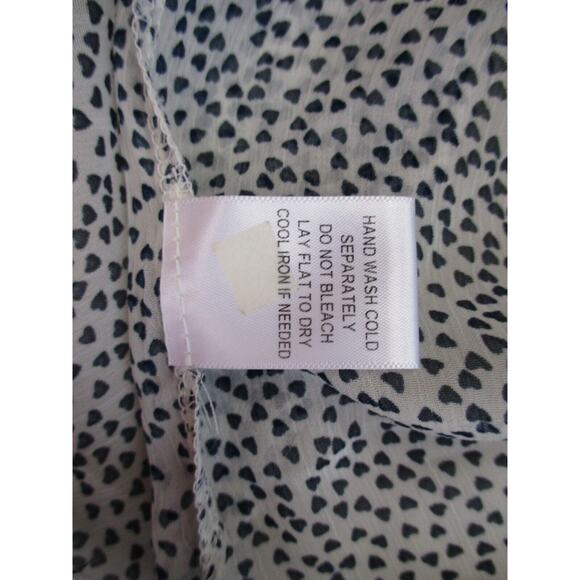 HAND WASH COLD
SEPARATELY
DO NOT BLEACH
LAY FLAT TO DRY
COOL IRON IF NEEDED